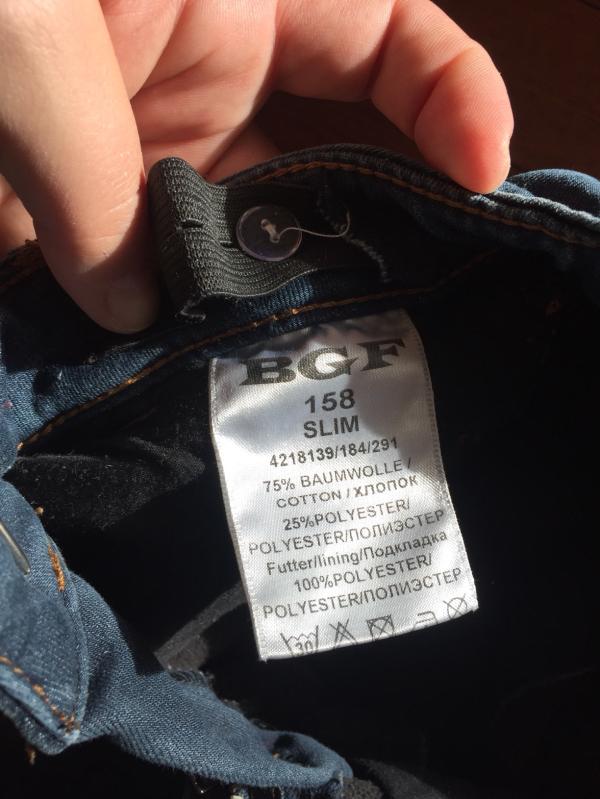 BGF
158
SLIM
4218139/184/291
75% BAUMWOLLE/
COTTON/ХЛОПОК
25%POLYESTER/
POLYESTER/ПОЛИЭСТЕР
Futter/lining/Подкладка
100%POLYESTER/
POLYESTER/ПОЛИЭСТЕР
30